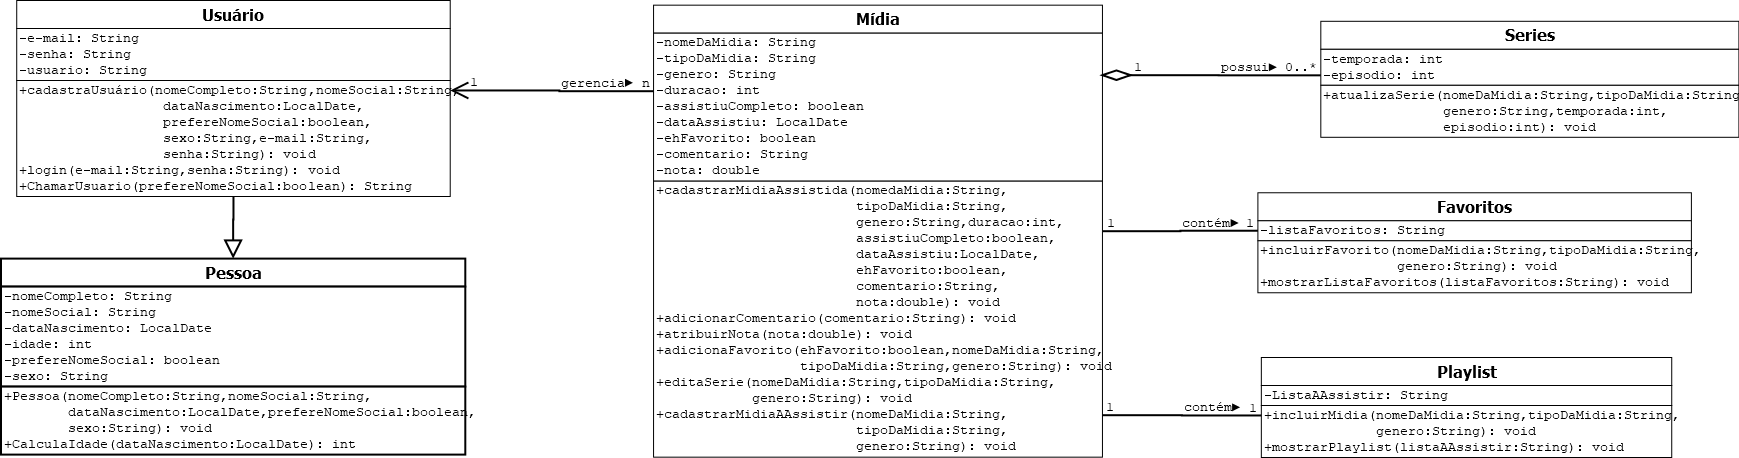 Usuário
-e-mail: String
-senha: String
-usuario: String
+cadastraUsuário(nomeCompleto:String,nomeSocial:String,
dataNascimento:LocalDate,
prefereNomeSocial:boolean,
sexo:String,e-mail:String,
senha:String): void
+login(e-mail:String,senha:String): void
+ChamarUsuario(prefereNomeSocial:boolean): String
Pessoa
-nomeCompleto: String
-nomeSocial: String
-dataNascimento: LocalDate
-idade: int
-prefereNomeSocial: boolean
-sexo: String
+Pessoa(nomeCompleto:String,nomeSocial:String,
dataNascimento:LocalDate,prefereNomeSocial:boolean,
sexo:String): void
+CalculaIdade(dataNascimento:LocalDate): int
1 gerencia▶ n
Mídia
-nomeDaMidia: String
-tipoDaMidia: String
-genero: String
-duracao: int
-assistiuCompleto: boolean
-dataAssistiu: LocalDate
-ehFavorito: boolean
-comentario: String
-nota: double
+cadastrarMidiaAssistida(nomedaMidia:String,
tipoDaMidia:String,
genero:String,duracao:int,
assistiuCompleto:boolean,
dataAssistiu:LocalDate,
ehFavorito:boolean,
comentario:String,
nota:double): void
+adicionarComentario(comentario:String): void
+atribuirNota(nota:double): void
+adicionaFavorito(ehFavorito:boolean,nomeDaMidia:String,
tipoDaMidia:String,genero:String): void
+editaSerie(nomeDaMidia:String,tipoDaMidia:String,
genero:String): void
+cadastrarMidiaAAssistir(nomeDaMidia:String,
tipoDaMidia:String,
genero:String): void
1 possui▶ 0..*
Series
-temporada: int
-episodio: int
+atualizaSerie(nomeDaMidia:String,tipoDaMidia:String
genero:String,temporada:int,
episodio:int): void
1 contém▶ 1
Favoritos
-listaFavoritos: String
+incluirFavorito(nomeDaMidia:String,tipoDaMidia:String,
genero:String): void
+mostrarListaFavoritos(listaFavoritos:String): void
1 contém▶ 1
Playlist
-ListaAAssistir: String
+incluirMidia(nomeDaMidia:String,tipoDaMidia:String,
genero:String): void
+mostrarPlaylist(listaAAssistir:String): void